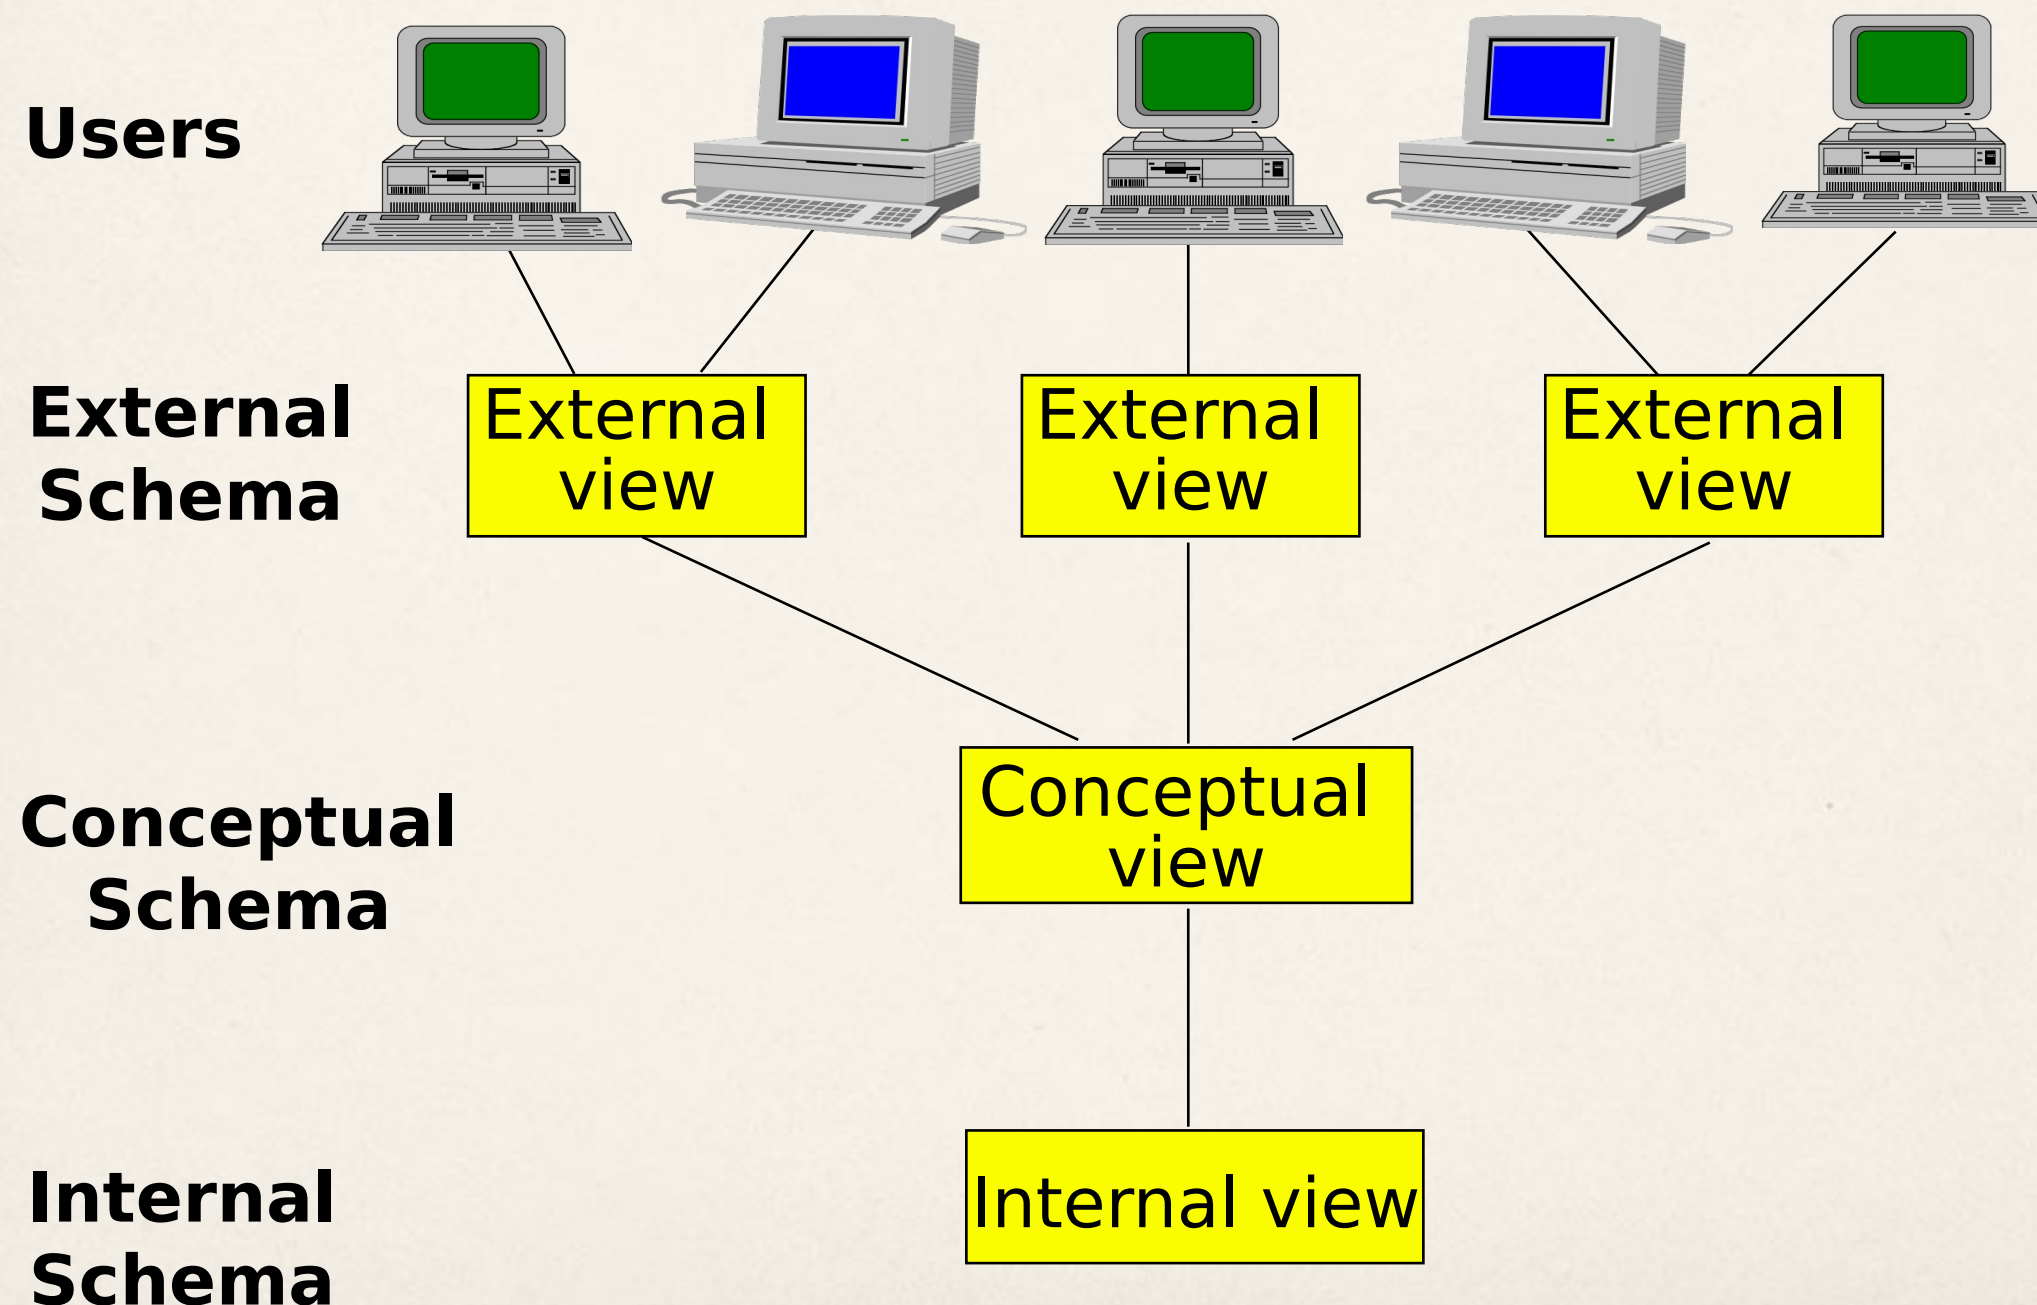 Users
External
Schema
External
view
External
view
External
view
Conceptual
Schema
Conceptual
view
Internal
Schema
Internal view